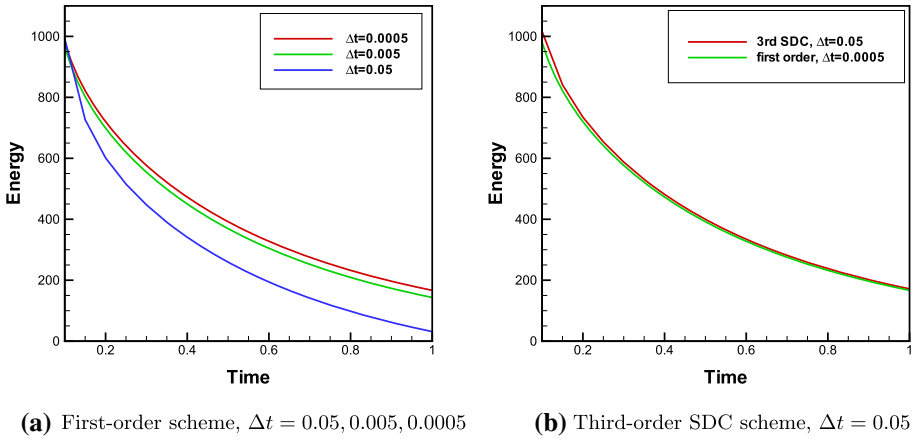 1000
800
600
400
200
0
Energy
0.2
0.4
0.6
0.8
1
Time
Δt=0.0005
Δt=0.005
Δt=0.05
(a) First-order scheme, Δt = 0.05, 0.005, 0.0005
1000
800
600
400
200
0
Energy
0.2
0.4
0.6
0.8
1
Time
3rd SDC, Δt=0.05
first order, Δt=0.0005
(b) Third-order SDC scheme, Δt = 0.05